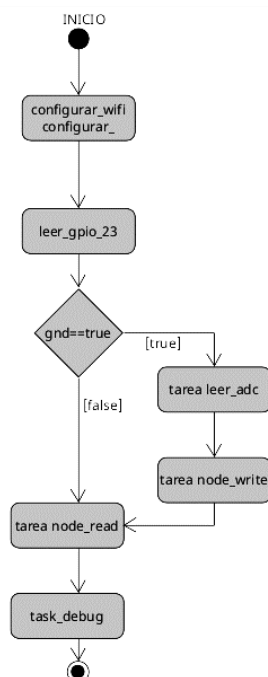 INICIO
configurar_wifi
configurar_
leer_gpio_23
gnd==true
[true]
tarea leer_adc
[false]
tarea node_write
tarea node_read
task_debug